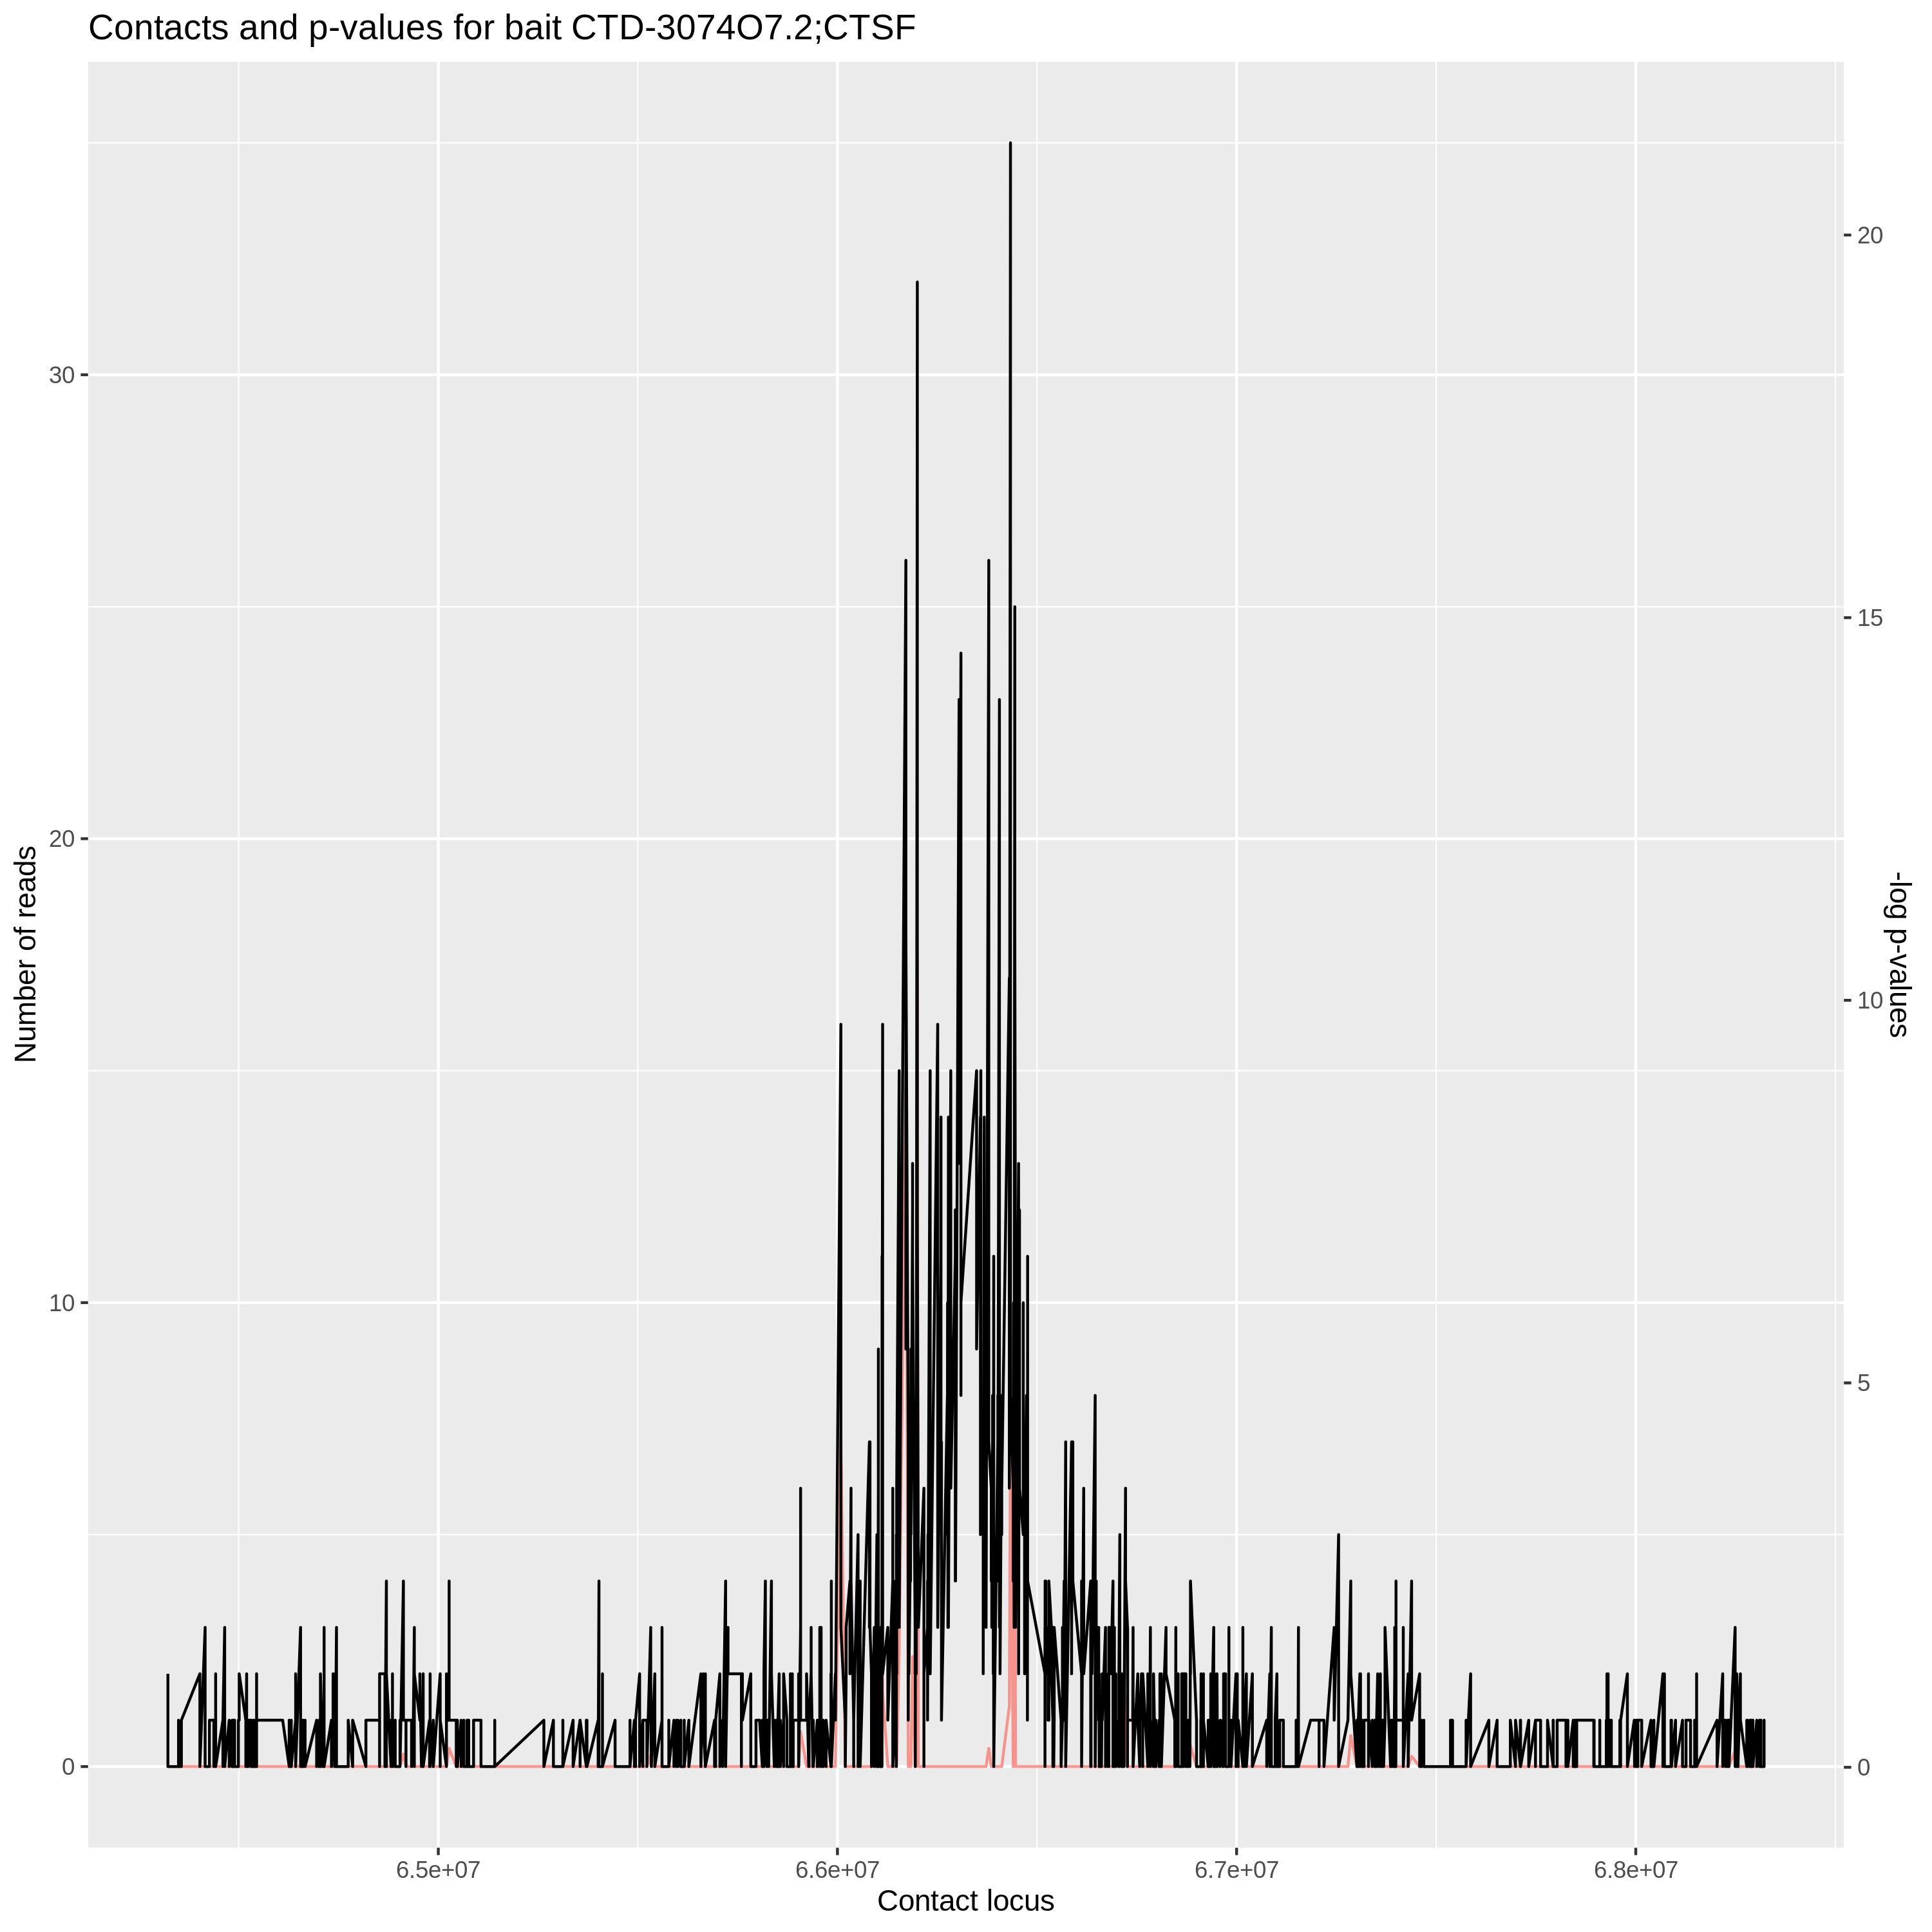 Contacts and p-values for bait CTD-3074O7.2;CTSF
Number of reads
30
20
10
0
20
15
10
5
0
-log p-values
6.5e+07
6.6e+07
6.7e+07
6.8e+07
Contact locus